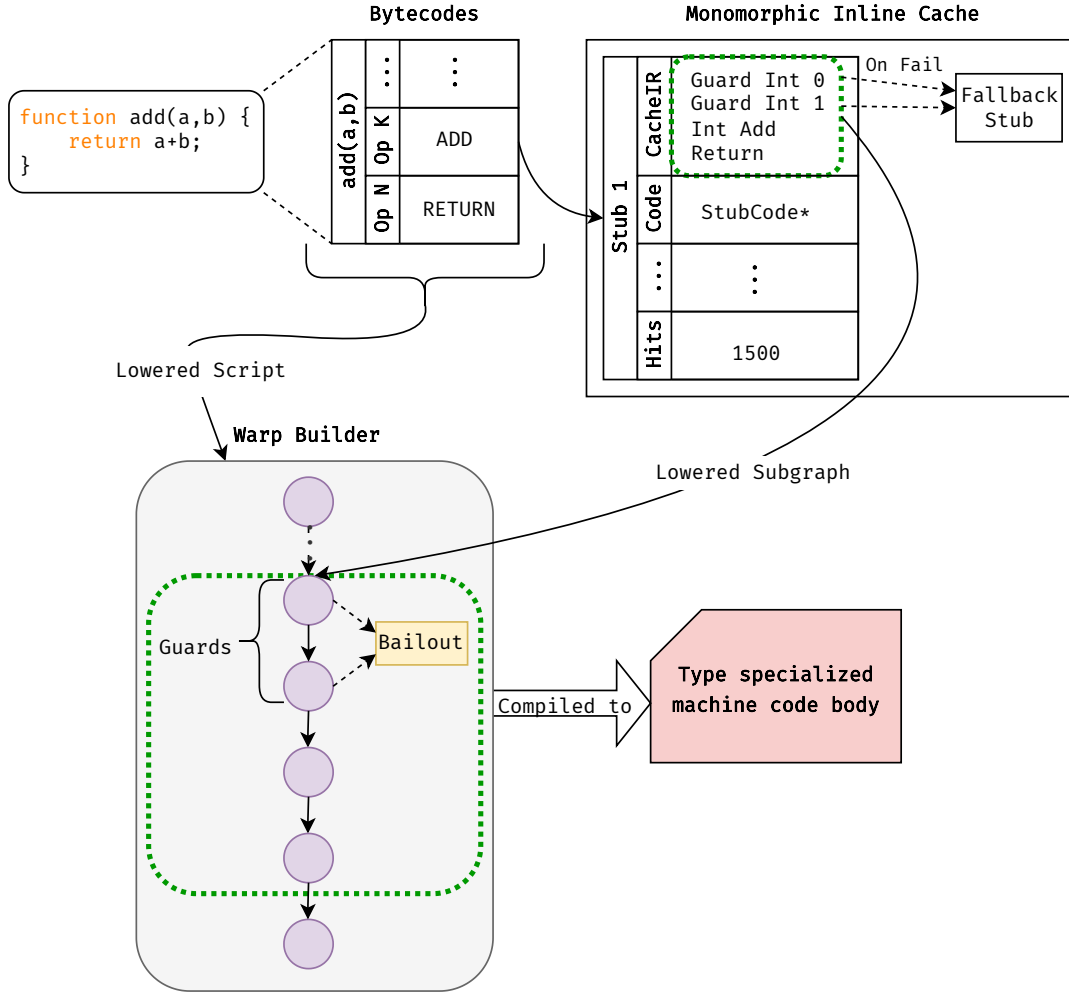 Bytecodes
Monomorphic Inline Cache
function add(a,b) {
return a+b;
}
add(a,b)
...
...
Op K
ADD
Op N
RETURN
Stub 1
CacheIR
Guard Int 0
Guard Int 1
Int Add
Return
On Fail
Fallback
Stub
Code
StubCode*
...
...
Hits
1500
Lowered Script
Warp Builder
Lowered Subgraph
Guards
Bailout
Compiled to
Type specialized
machine code body